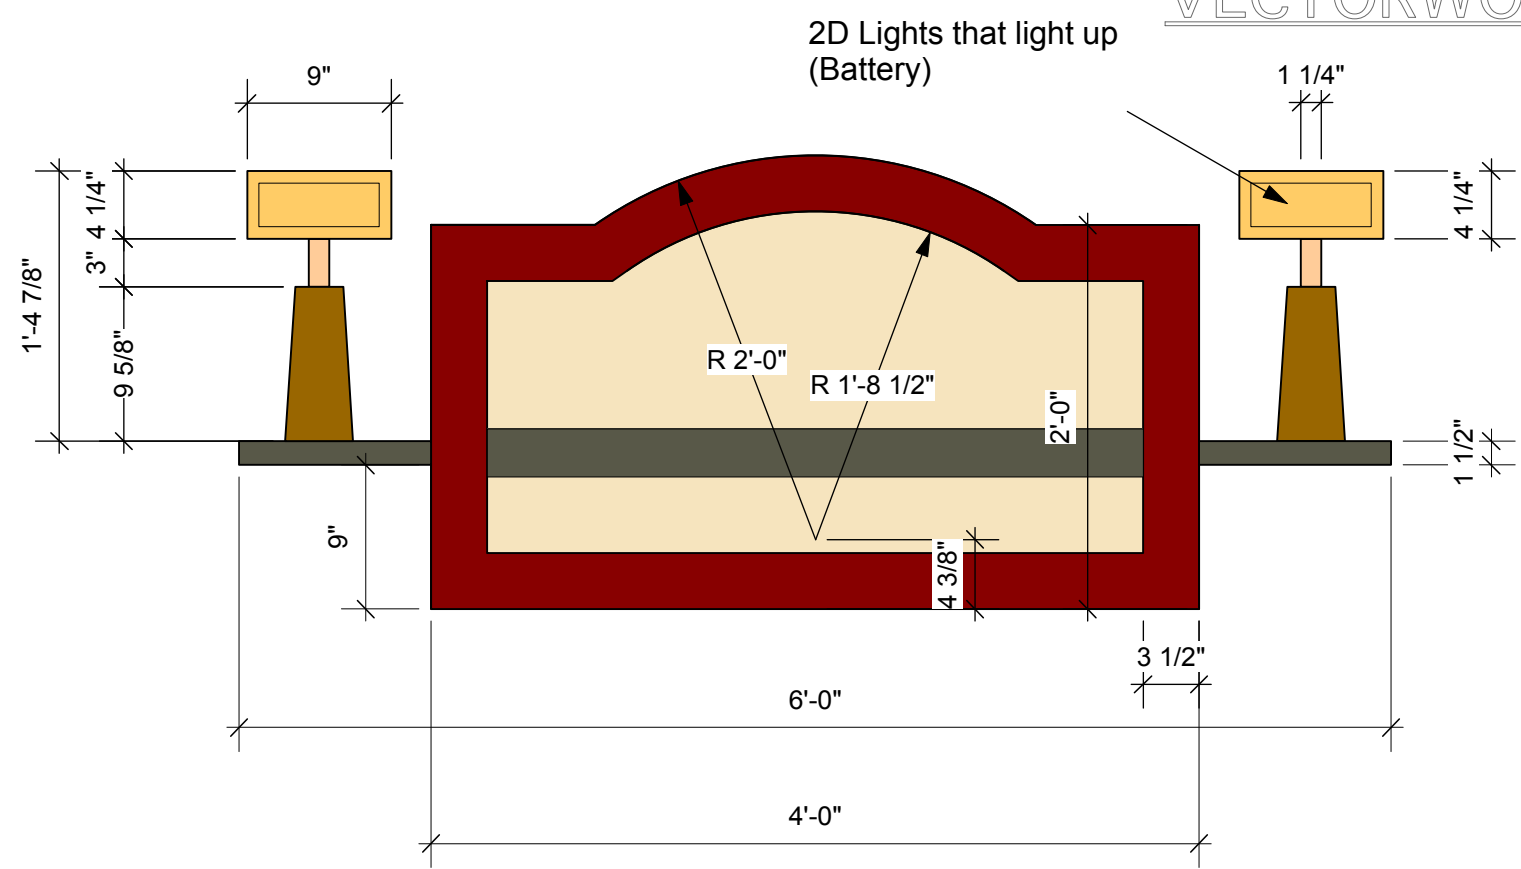 VECTORWO
2D Lights that light up
(Battery)
9"
1 1/4"
4 1/4"
4 1/4"
3"
1'-4 7/8"
9 5/8"
R 2'-0"
R 1'-8 1/2"
2'-0"
1 1/2"
9"
4 3/8"
3 1/2"
6'-0"
4'-0"